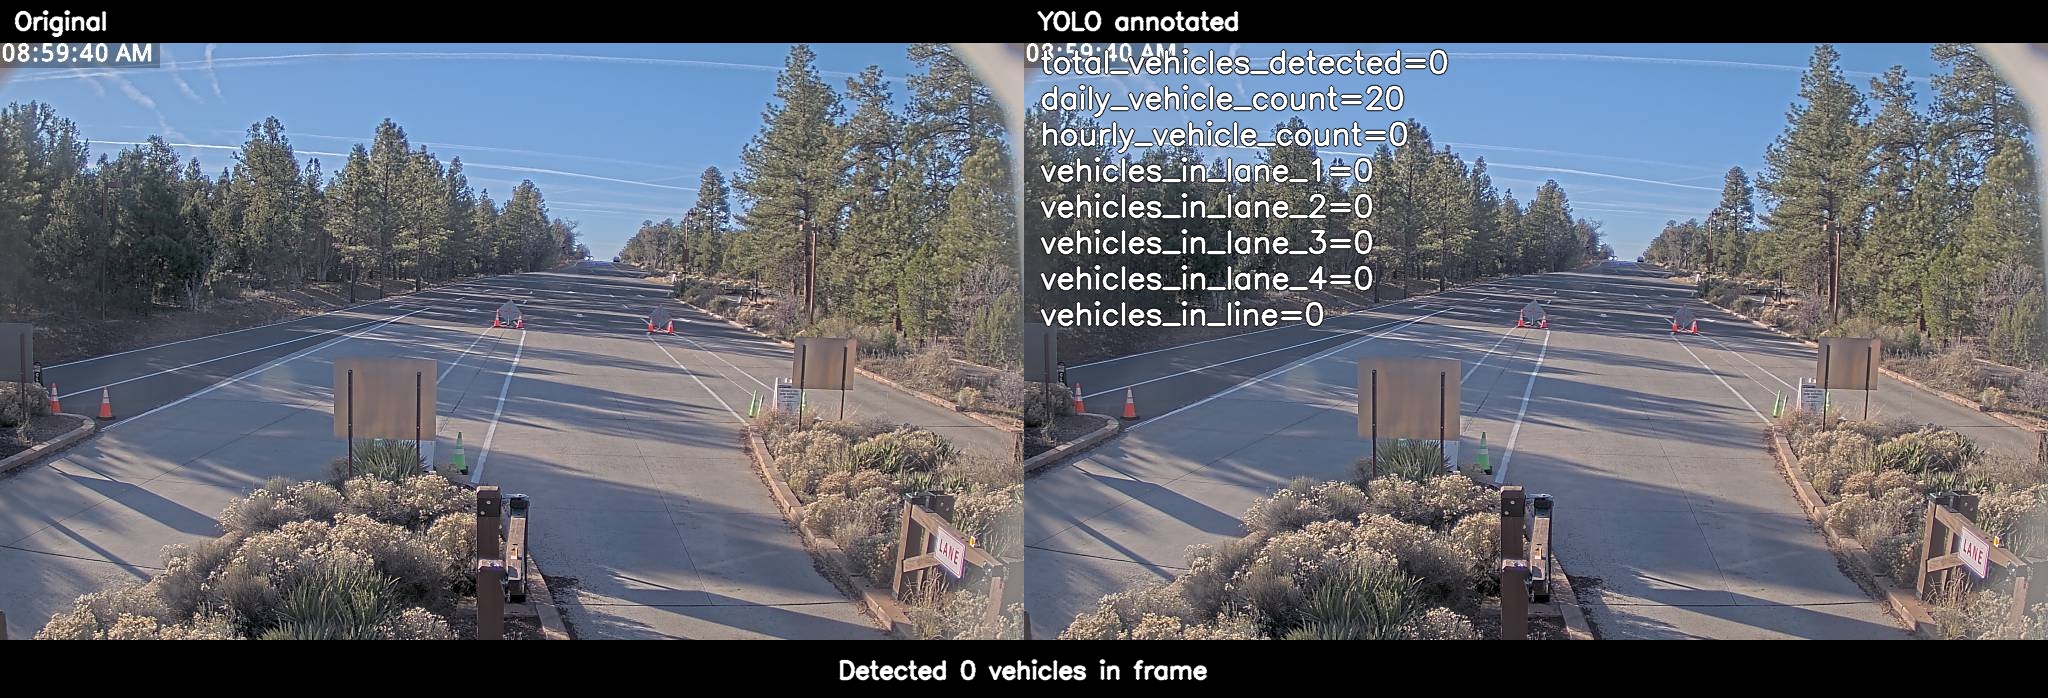 Original
08:59:40 AM
LANE
YOLO annotated
08:59:40 AM
total_vehicles_detected=0
daily_vehicle_count=20
hourly_vehicle_count=0
vehicles_in_lane_1=0
vehicles_in_lane_2=0
vehicles_in_lane_3=0
vehicles_in_lane_4=0
vehicles_in_line=0
LANE
Detected 0 vehicles in frame